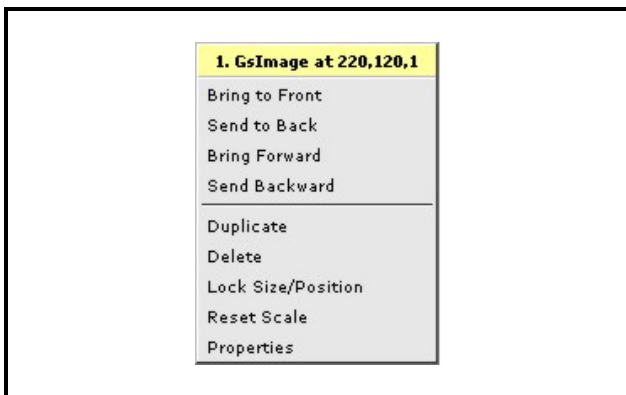 1. GsImage at 220,120,1
Bring to Front
Send to Back
Bring Forward
Send Backward
Duplicate
Delete
Lock Size/Position
Reset Scale
Properties